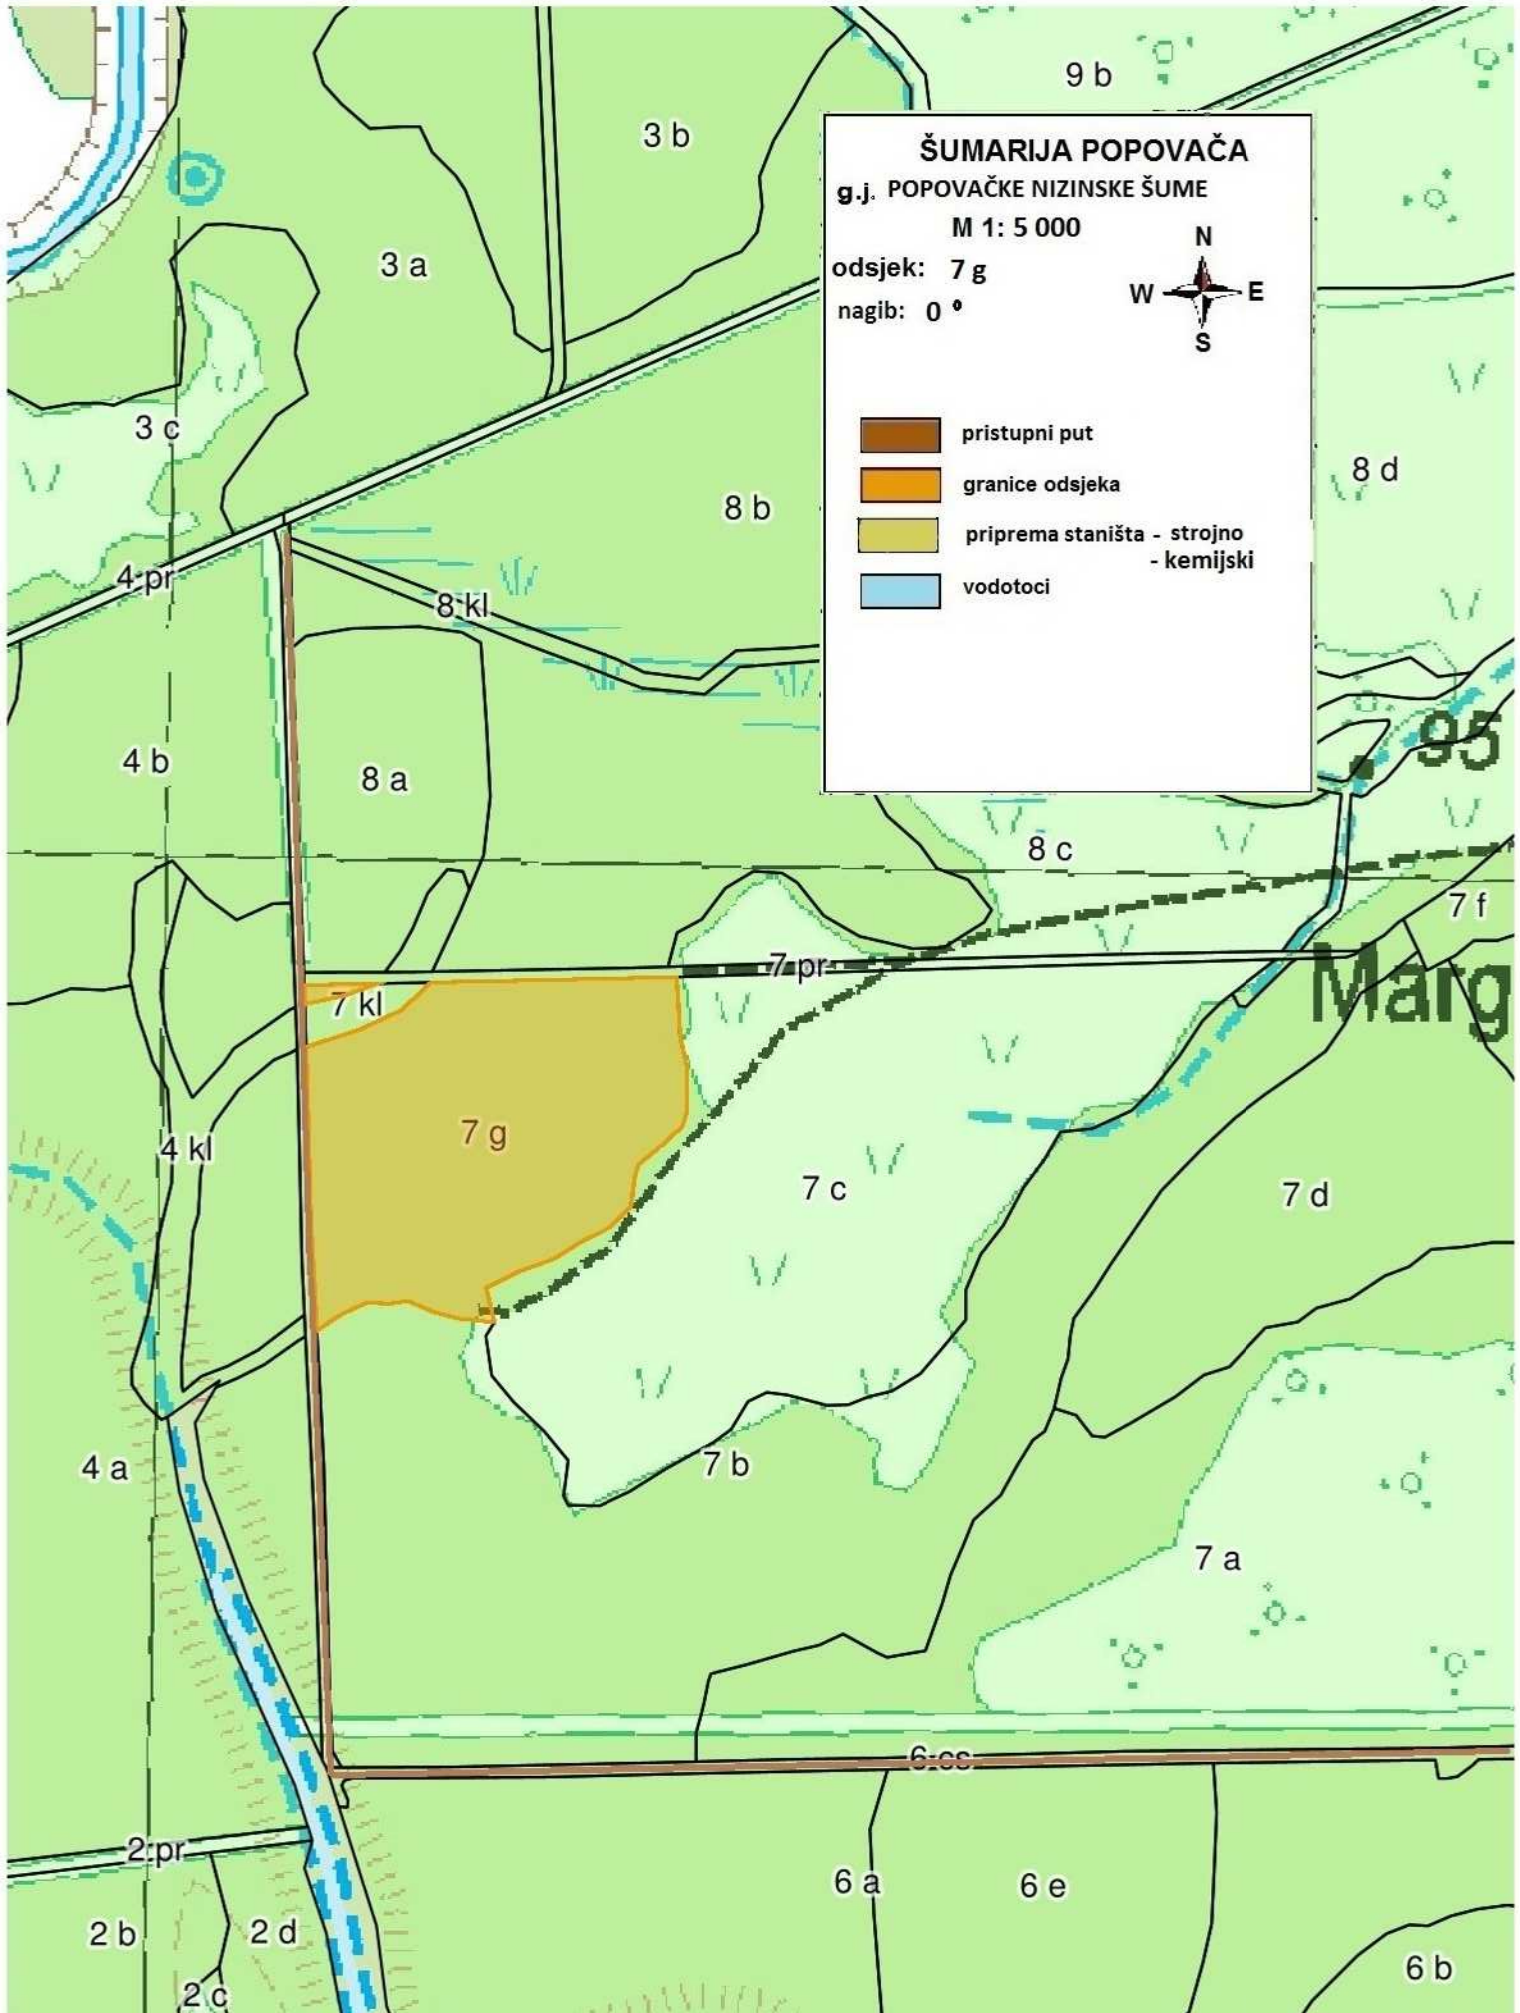 9 b
3 b
ŠUMARIJA POPOVAČA
g.j. POPOVAČKE NIZINSKE ŠUME
M 1: 5 000
odsjek: 7 g
nagib: 0 °
N
W E
S
pristupni put
granice odsjeka
priprema staništa - strojno
- kemijski
vodotoci
3 a
3 c
8 d
8 b
4 pr
8 kl
95
4 b
8 a
8 c
7 f
7 pr
Marg
7 kl
7 g
4 kl
7 c
7 d
4 a
7 b
7 a
6 cs
2 pr
6 a
6 e
2 b
2 d
6 b
2 c